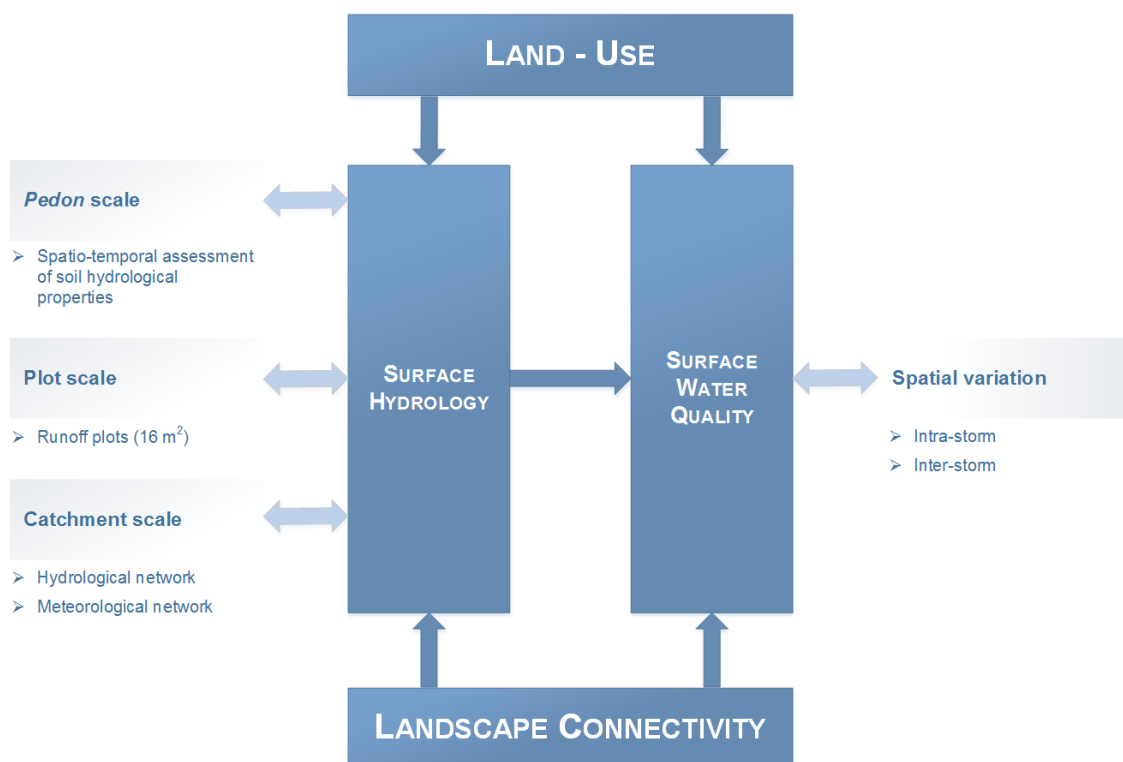 LAND - USE
Pedon scale
➢ Spatio-temporal assessment
of soil hydrological
properties
Plot scale
➢ Runoff plots (16 m²)
Catchment scale
➢ Hydrological network
➢ Meteorological network
SURFACE
HYDROLOGY
SURFACE
WATER
QUALITY
Spatial variation
➢ Intra-storm
➢ Inter-storm
LANDSCAPE CONNECTIVITY